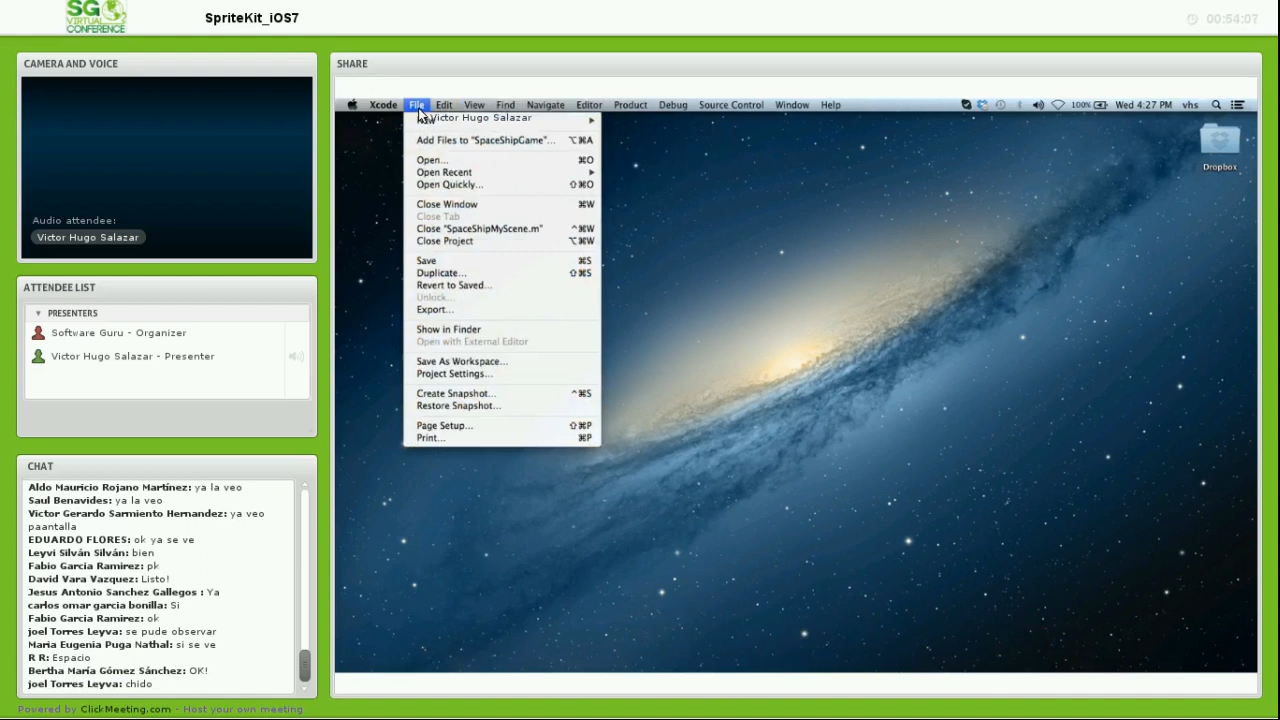 SG
VIRTUAL
CONFERENCE
SpriteKit_iOS7
00:54:07
CAMERA AND VOICE
Audio attendee:
Victor Hugo Salazar
ATTENDEE LIST
PRESENTERS
Software Guru - Organizer
Victor Hugo Salazar - Presenter
CHAT
Aldo Mauricio Rojano Martínez: ya la veo
Saul Benavides: ya la veo
Victor Gerardo Sarmiento Hernandez: ya veo
paantalla
EDUARDO FLORES: ok ya se ve
Leyvi Silván Silván: bien
Fabio Garcia Ramirez: pk
David Vara Vazquez: Listo!
Jesus Antonio Sanchez Gallegos : Ya
carlos omar garcia bonilla: Si
Fabio Garcia Ramirez: ok
joel Torres Leyva: se pude observar
Maria Eugenia Puga Nathal: si se ve
R R: Espacio
Bertha María Gómez Sánchez: OK!
joel Torres Leyva: chido
SHARE
Xcode File Edit View Find Navigate Editor Product Debug Source Control Window Help 100% Wed 4:27 PM vhs
Victor Hugo Salazar
New
Add Files to "SpaceShipGame"... ⌥⌘A
Open... ⌘O
Open Recent
Open Quickly... ⇧⌘O
Close Window ⌘W
Close Tab
Close "SpaceShipMyScene.m" ^⌘W
Close Project ⌥⌘W
Save ⌘S
Duplicate... ⇧⌘S
Revert to Saved...
Unlock...
Export...
Show in Finder
Open with External Editor
Save As Workspace...
Project Settings...
Create Snapshot... ^⌘S
Restore Snapshot...
Page Setup... ⇧⌘P
Print... ⌘P
Dropbox
Powered by ClickMeeting.com - Host your own meeting